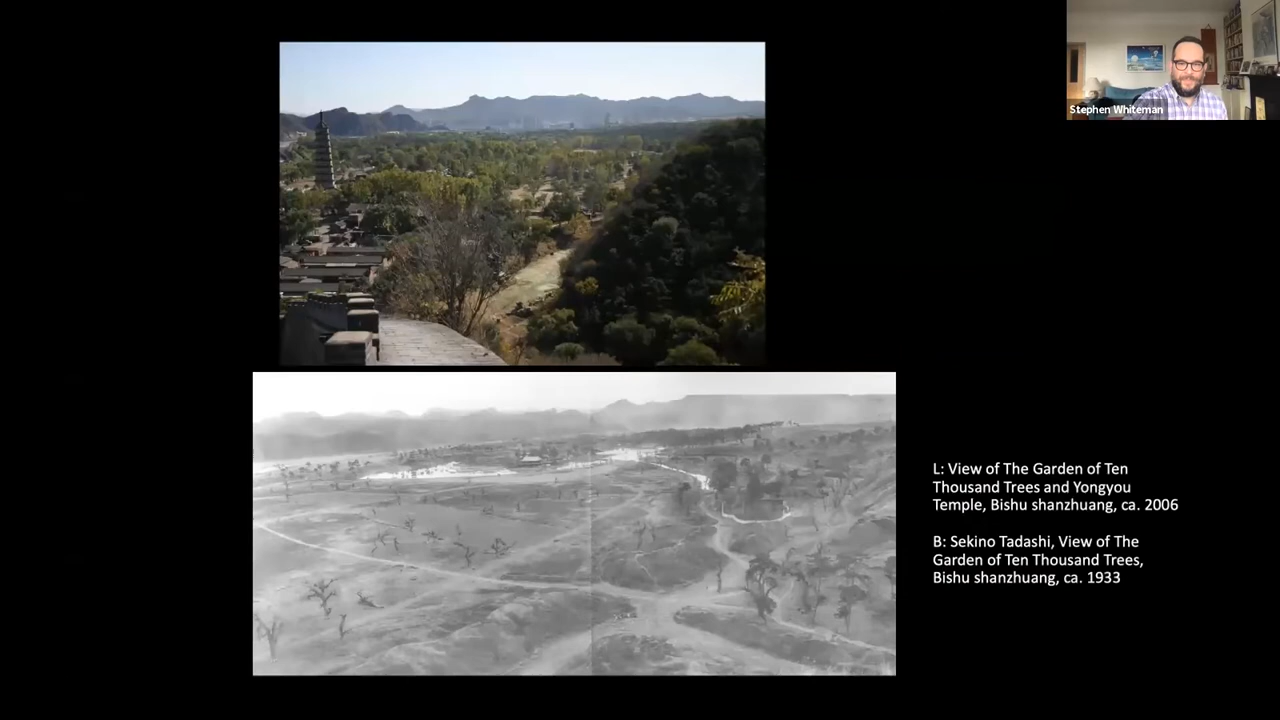 Stephen Whiteman
L: View of The Garden of Ten
Thousand Trees and Yongyou
Temple, Bishu shanzhuang, ca. 2006
B: Sekino Tadashi, View of The
Garden of Ten Thousand Trees,
Bishu shanzhuang, ca. 1933